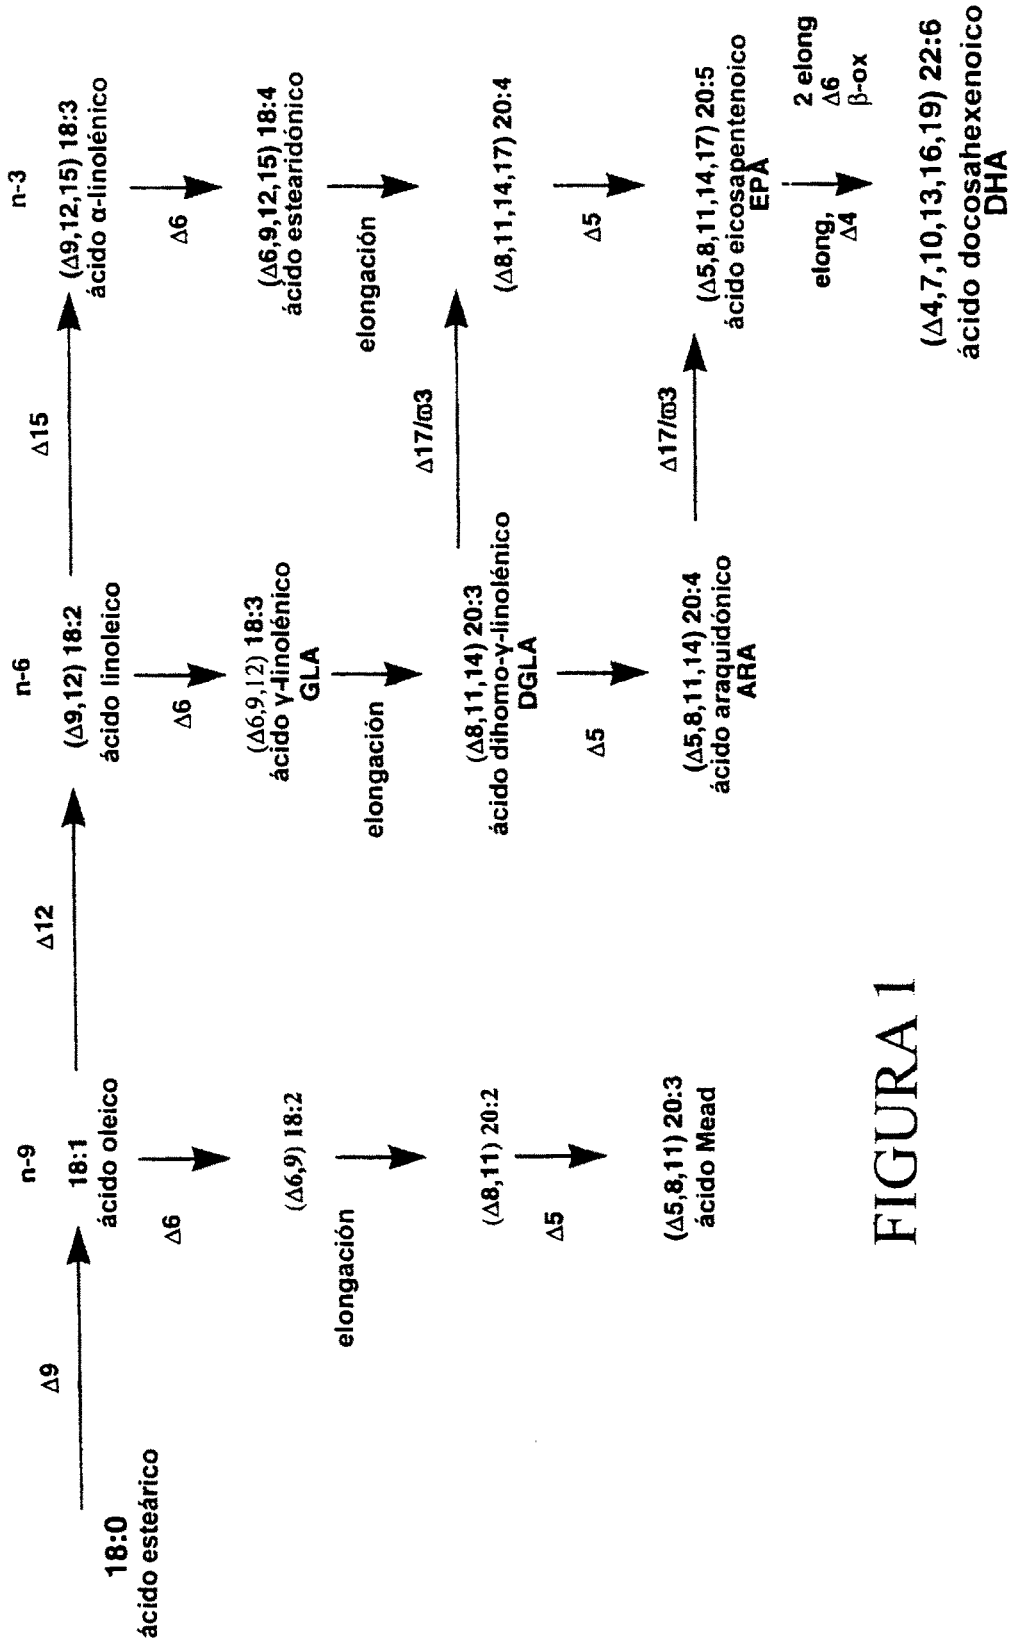 n-9
n-6
n-3
Δ9
Δ12
Δ15
18:0
ácido esteárico
18:1
ácido oleico
(Δ9,12) 18:2
ácido linoleico
(Δ9,12,15) 18:3
ácido α-linolénico
Δ6
Δ6
Δ6
(Δ6,9) 18:2
(Δ6,9,12) 18:3
ácido γ-linolénico
GLA
(Δ6,9,12,15) 18:4
ácido estearidónico
elongación
elongación
elongación
(Δ8,11) 20:2
(Δ8,11,14) 20:3
ácido dihomo-γ-linolénico
DGLA
Δ17/ω3
(Δ8,11,14,17) 20:4
Δ5
Δ5
Δ5
(Δ5,8,11) 20:3
ácido Mead
(Δ5,8,11,14) 20:4
ácido araquidónico
ARA
Δ17/ω3
(Δ5,8,11,14,17) 20:5
ácido eicosapentenoico
EPA
elong,
Δ4
2 elong
Δ6
β-ox
(Δ4,7,10,13,16,19) 22:6
ácido docosahexenoico
DHA
FIGURA 1